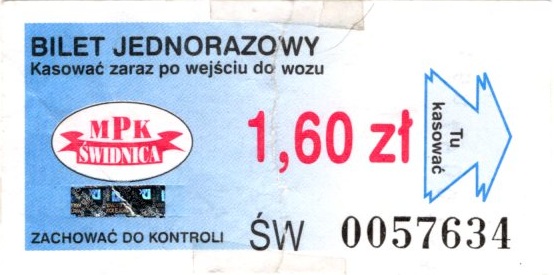 BILET JEDNORAZOWY
Kasować zaraz po wejściu do wozu
MPK
ŚWIDNICA
1,60 zł
Tu
kasować
ZACHOWAĆ DO KONTROLI
ŚW 0057634